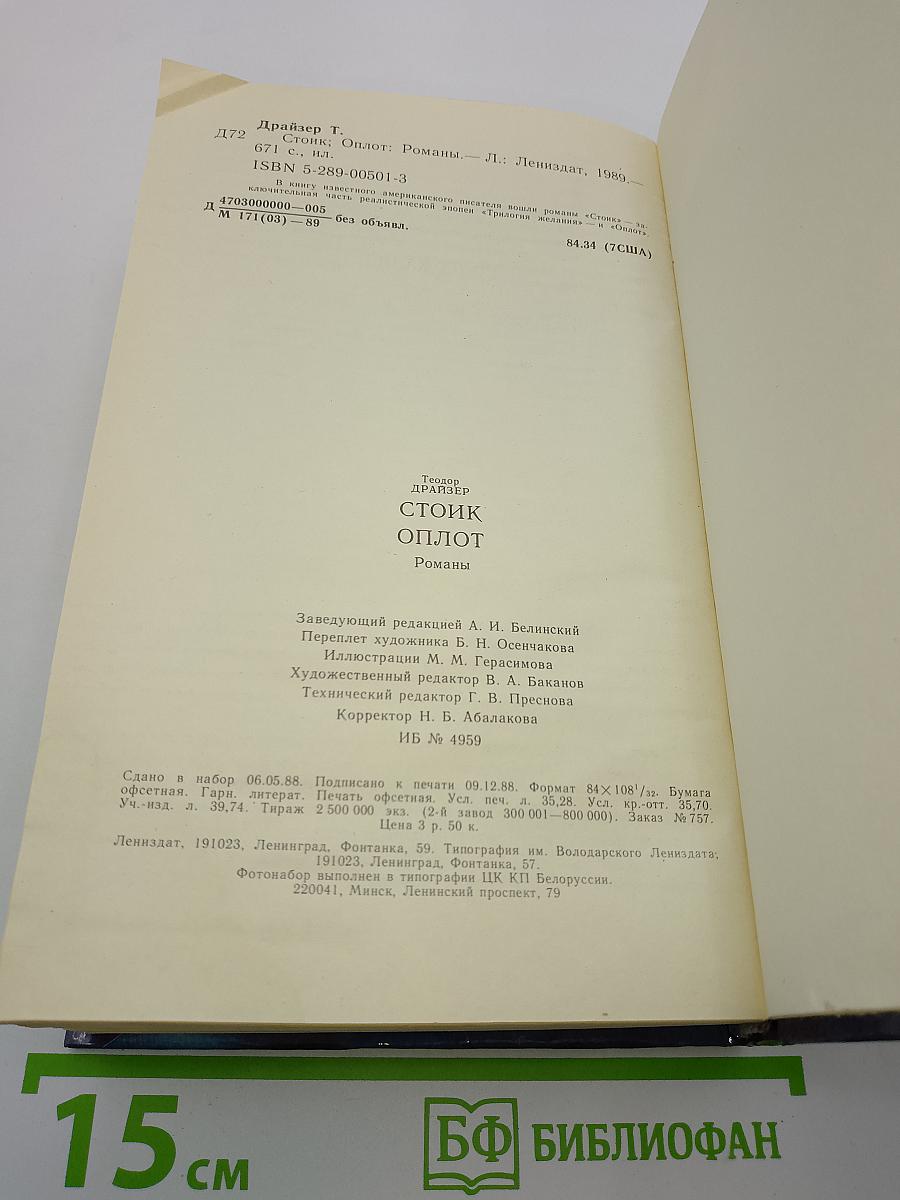 Драйзер Т.
Д72 Стоик; Оплот: Романы.— Л.: Лениздат, 1989.—
671 с., ил.
ISBN 5-289-00501-3
В книгу известного американского писателя вошли романы «Стоик» — за-
ключительная часть реалистической эпопеи «Трилогия желания» — и «Оплот».
Д 4703000000—005
М 171(03)—89 без объявл.
84.34 (7США)
Теодор
ДРАЙЗЕР
СТОИК
ОПЛОТ
Романы
Заведующий редакцией А. И. Белинский
Переплет художника Б. Н. Осенчакова
Иллюстрации М. М. Герасимова
Художественный редактор В. А. Баканов
Технический редактор Г. В. Преснова
Корректор Н. Б. Абалакова
ИБ № 4959
Сдано в набор 06.05.88. Подписано к печати 09.12.88. Формат 84×108¹/₃₂. Бумага
офсетная. Гарн. литерат. Печать офсетная. Усл. печ. л. 35,28. Усл. кр.-отт. 35,70.
Уч.-изд. л. 39,74. Тираж 2 500 000 экз. (2-й завод 300 001—800 000). Заказ № 757.
Цена 3 р. 50 к.
Лениздат, 191023, Ленинград, Фонтанка, 59. Типография им. Володарского Лениздата,
191023, Ленинград, Фонтанка, 57.
Фотонабор выполнен в типографии ЦК КП Белоруссии.
220041, Минск, Ленинский проспект, 79
15 см
БФ БИБЛИОФАН